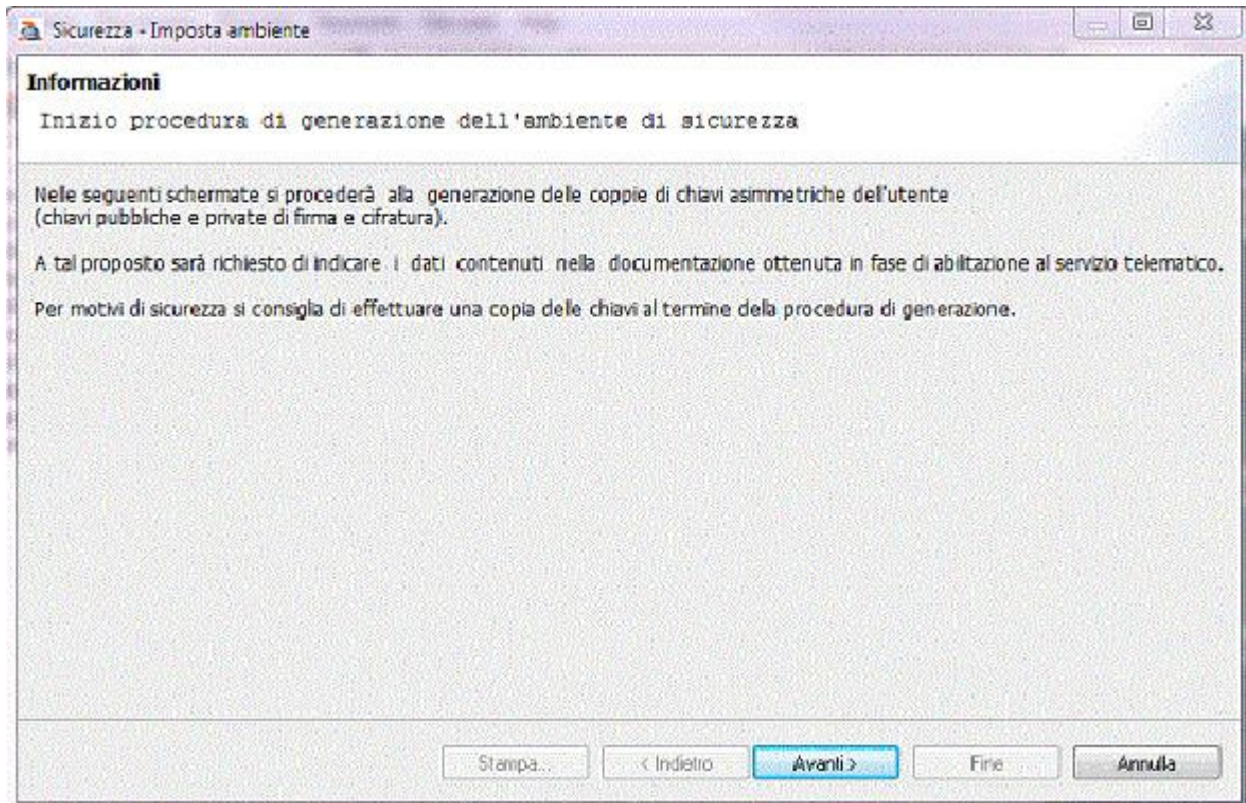 Sicurezza - Imposta ambiente
Informazioni
Inizio procedura di generazione dell'ambiente di sicurezza
Nelle seguenti schermate si procederà alla generazione delle coppie di chiavi asimmetriche dell'utente
(chiavi pubbliche e private di firma e cifratura).
A tal proposito sarà richiesto di indicare i dati contenuti nella documentazione ottenuta in fase di abilitazione al servizio telematico.
Per motivi di sicurezza si consiglia di effettuare una copia delle chiavi al termine della procedura di generazione.
Stampa... < Indietro Avanti > Fine Annulla